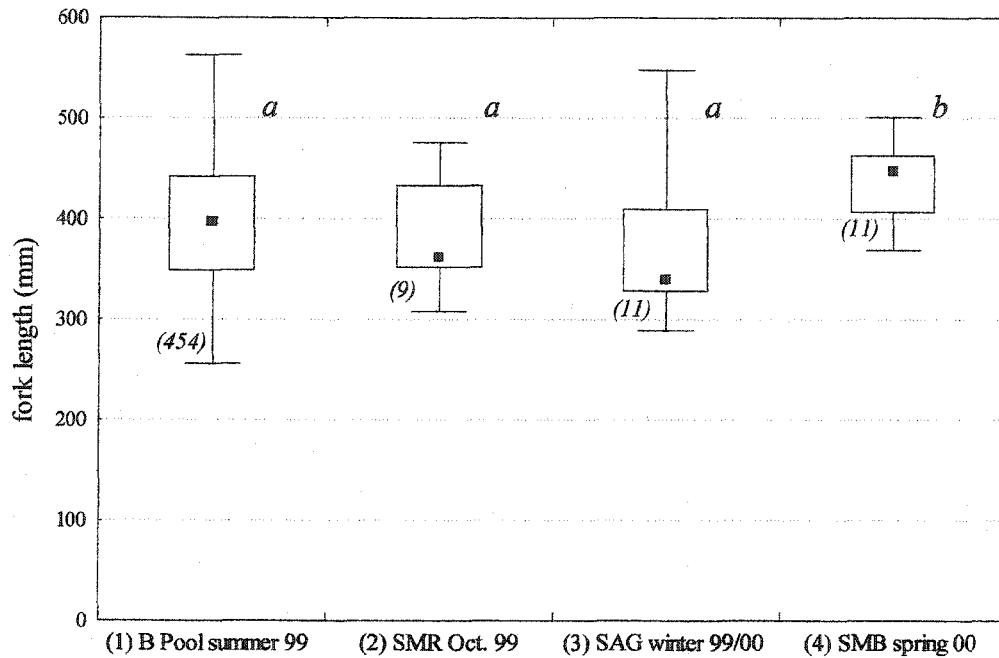 600
500
400
300
200
100
0
fork length (mm)
a
a
a
b
(454)
(9)
(11)
(11)
(1) B Pool summer 99
(2) SMR Oct. 99
(3) SAG winter 99/00
(4) SMB spring 00